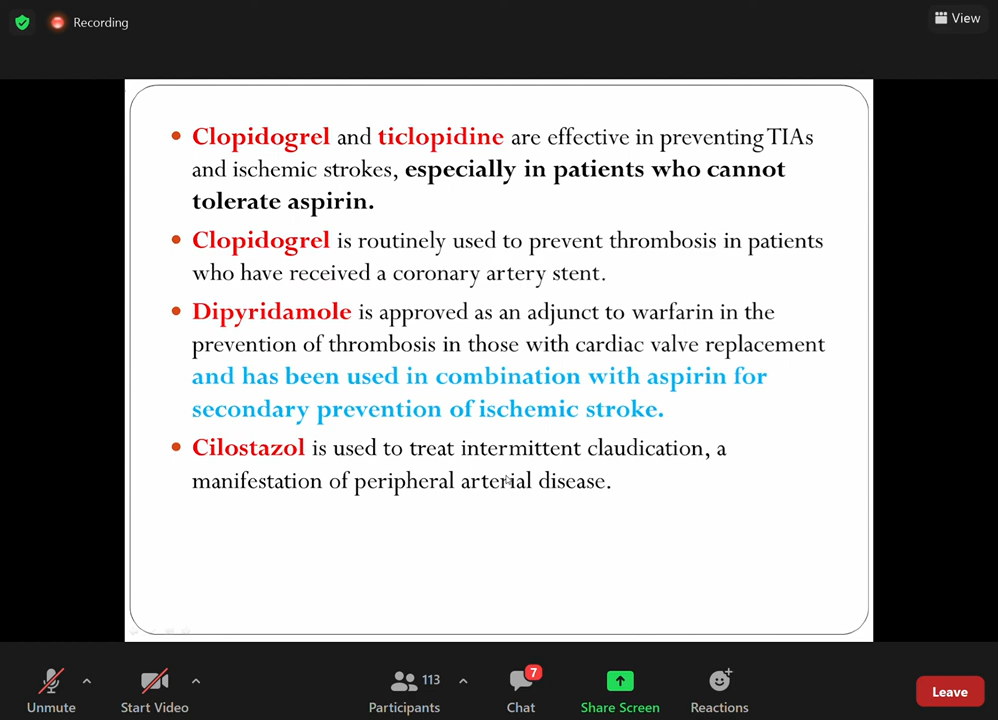 Recording
View
• Clopidogrel and ticlopidine are effective in preventing TIAs
and ischemic strokes, especially in patients who cannot
tolerate aspirin.
• Clopidogrel is routinely used to prevent thrombosis in patients
who have received a coronary artery stent.
• Dipyridamole is approved as an adjunct to warfarin in the
prevention of thrombosis in those with cardiac valve replacement
and has been used in combination with aspirin for
secondary prevention of ischemic stroke.
• Cilostazol is used to treat intermittent claudication, a
manifestation of peripheral arterial disease.
113
7
Unmute Start Video Participants Chat Share Screen Reactions Leave